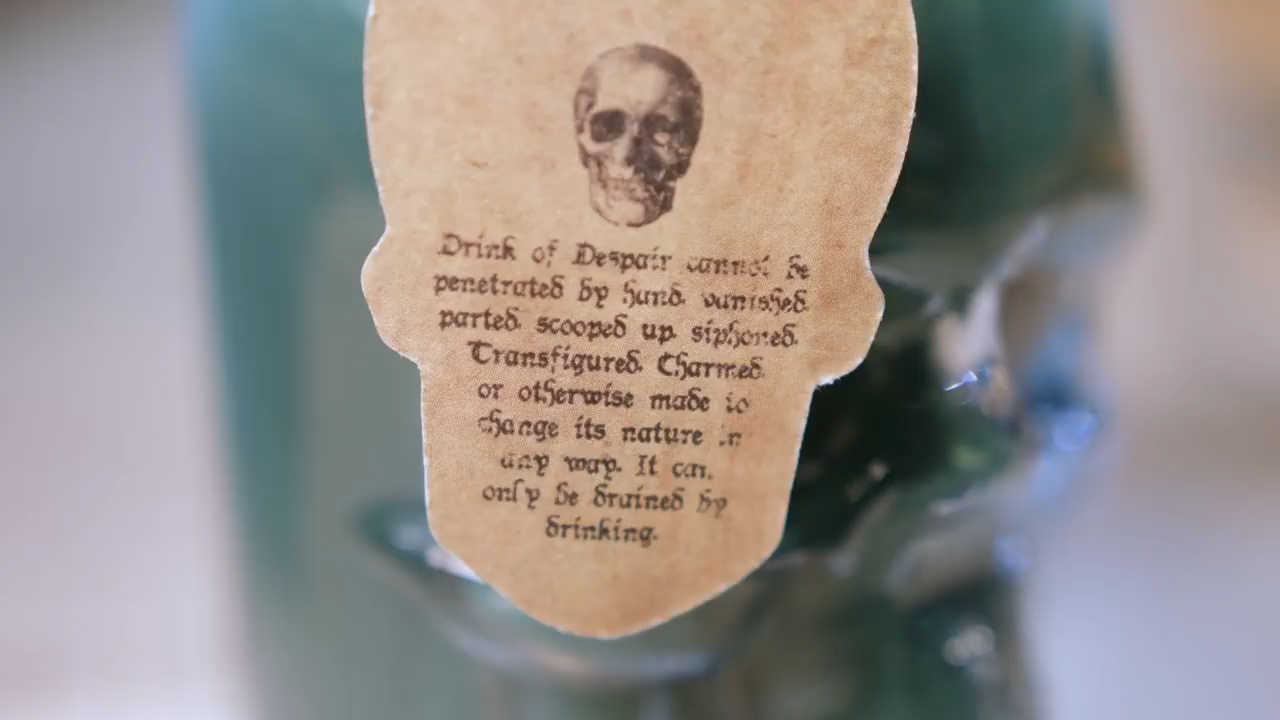 Drink of Despair cannot be
penetrated by hand. vanished.
parted. scooped up. siphoned.
Transfigured. Charmed.
or otherwise made to
change its nature in
any way. It can
only be drained by
drinking.